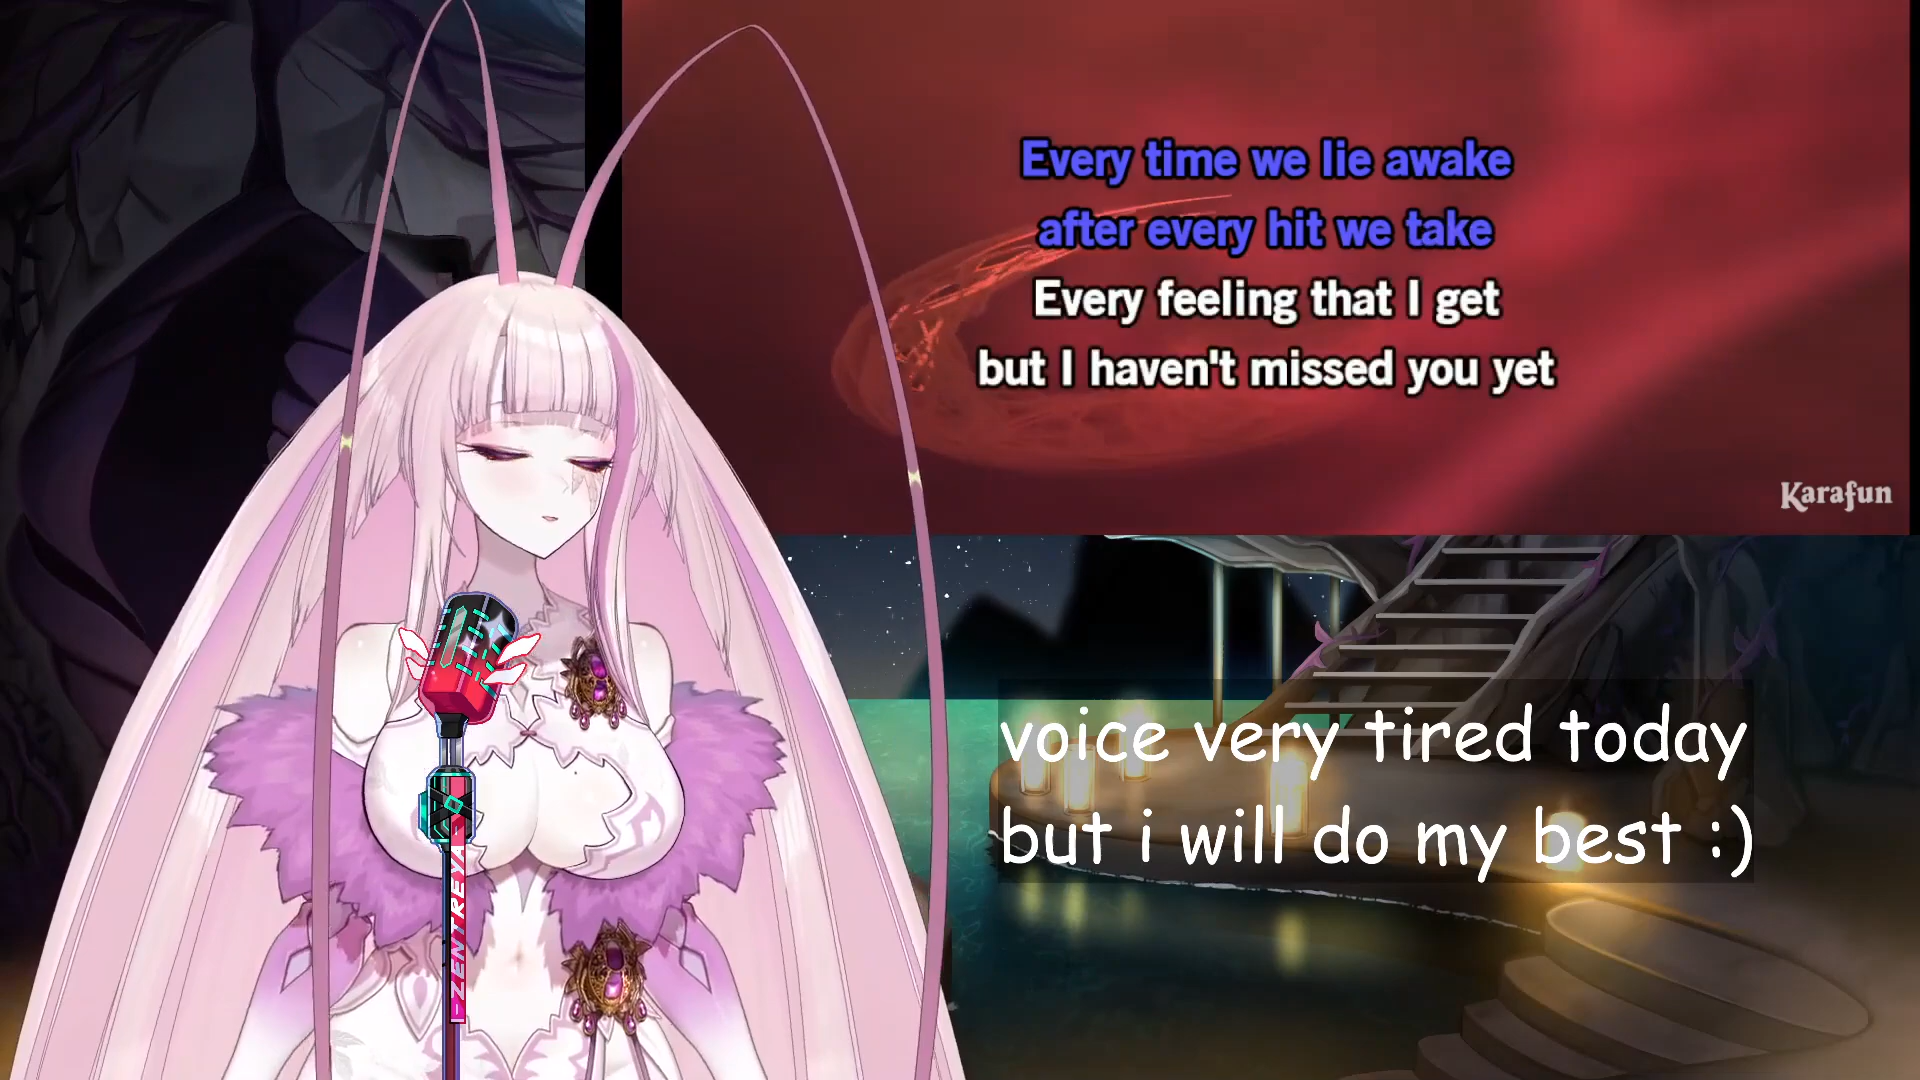 Every time we lie awake
after every hit we take
Every feeling that I get
but I haven't missed you yet
Karafun
voice very tired today
but i will do my best :)
-ZENTREYA-